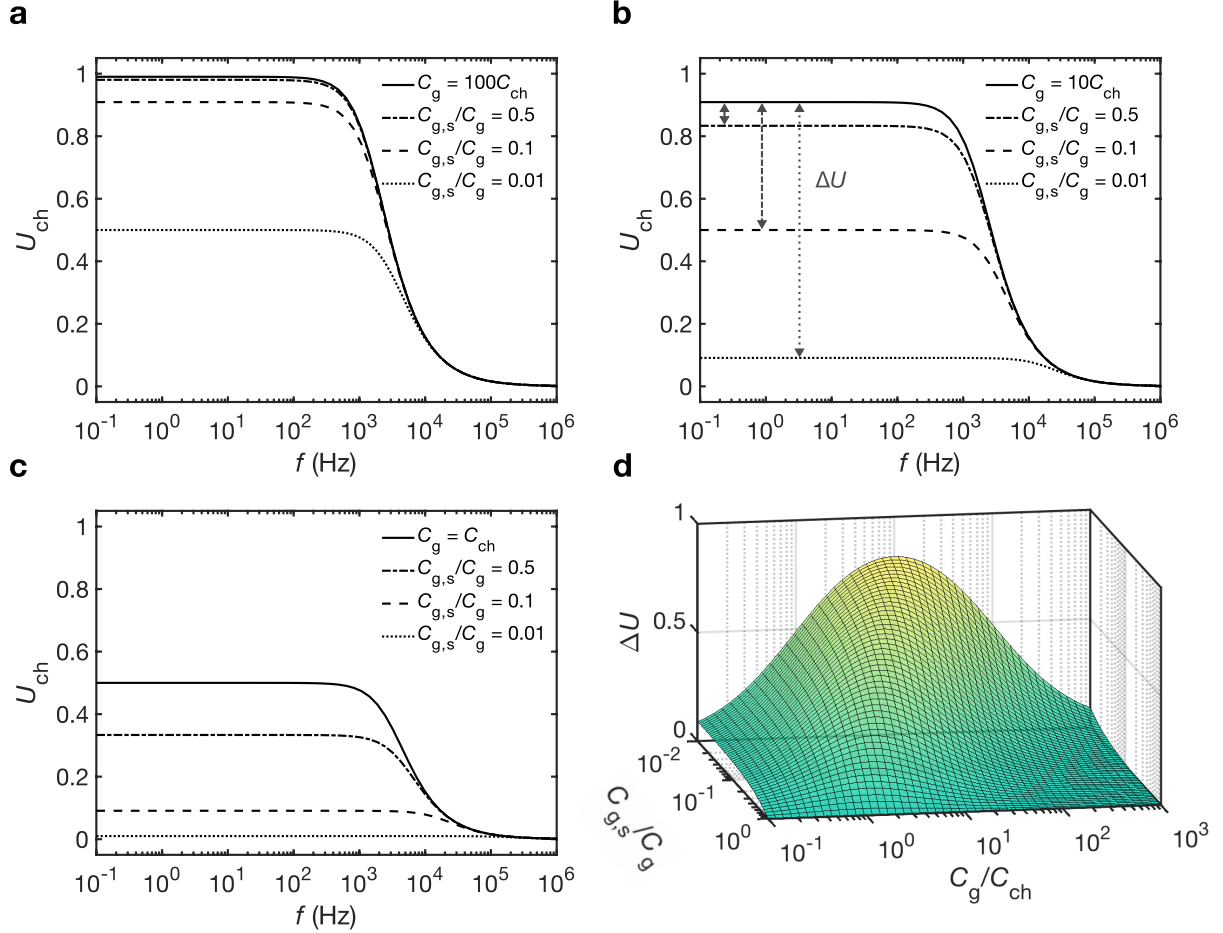 a
1
0.8
0.6
0.4
0.2
0
U_ch
C_g = 100C_ch
C_g,s/C_g = 0.5
C_g,s/C_g = 0.1
C_g,s/C_g = 0.01
10^-1 10^0 10^1 10^2 10^3 10^4 10^5 10^6
f (Hz)
b
1
0.8
0.6
0.4
0.2
0
U_ch
C_g = 10C_ch
C_g,s/C_g = 0.5
C_g,s/C_g = 0.1
C_g,s/C_g = 0.01
ΔU
10^-1 10^0 10^1 10^2 10^3 10^4 10^5 10^6
f (Hz)
c
1
0.8
0.6
0.4
0.2
0
U_ch
C_g = C_ch
C_g,s/C_g = 0.5
C_g,s/C_g = 0.1
C_g,s/C_g = 0.01
10^-1 10^0 10^1 10^2 10^3 10^4 10^5 10^6
f (Hz)
d
1
0.5
0
ΔU
10^-2
10^-1
10^0
C_g,s/C_g
10^-1 10^0 10^1 10^2 10^3
C_g/C_ch